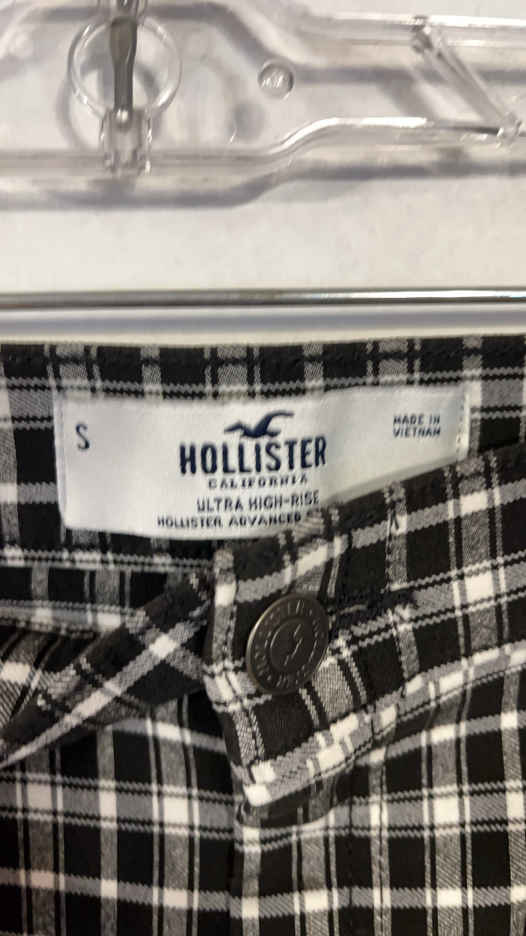 S
HOLLISTER
CALIFORNIA
MADE IN
VIETNAM
ULTRA HIGH-RISE
HOLLISTER ADVANCED